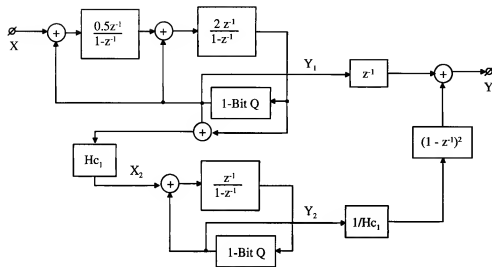 0.5z⁻¹
1-z⁻¹
2 z⁻¹
1-z⁻¹
X
+
+
Y₁
z⁻¹
+
Y
1-Bit Q
+
(1 - z⁻¹)²
Hc₁
X₂
+
z⁻¹
1-z⁻¹
Y₂
1/Hc₁
1-Bit Q